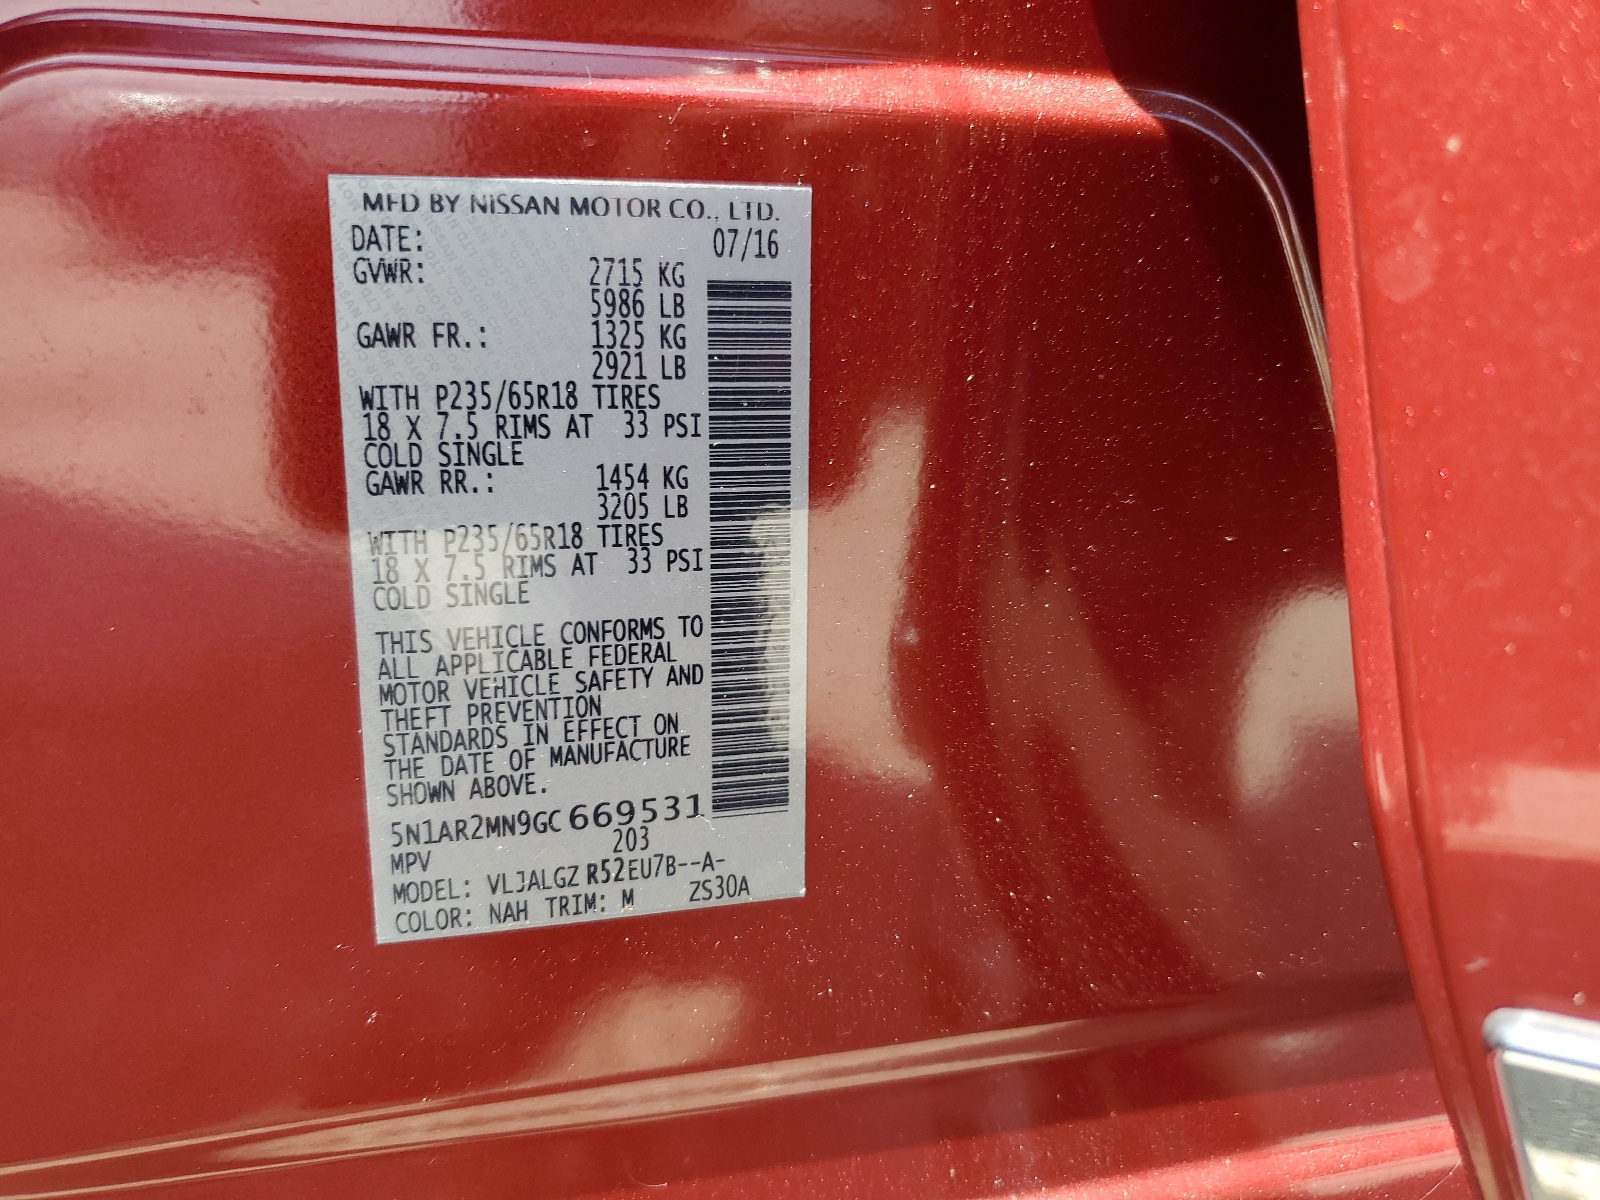 MFD BY NISSAN MOTOR CO., LTD.
DATE: 07/16
GVWR: 2715 KG
5986 LB
GAWR FR.: 1325 KG
2921 LB
WITH P235/65R18 TIRES
18 X 7.5 RIMS AT 33 PSI
COLD SINGLE
GAWR RR.: 1454 KG
3205 LB
WITH P235/65R18 TIRES
18 X 7.5 RIMS AT 33 PSI
COLD SINGLE
THIS VEHICLE CONFORMS TO
ALL APPLICABLE FEDERAL
MOTOR VEHICLE SAFETY AND
THEFT PREVENTION
STANDARDS IN EFFECT ON
THE DATE OF MANUFACTURE
SHOWN ABOVE.
5N1AR2MN9GC669531
MPV 203
MODEL: VLJALGZ R52EU7B--A-
COLOR: NAH TRIM: M ZS30A